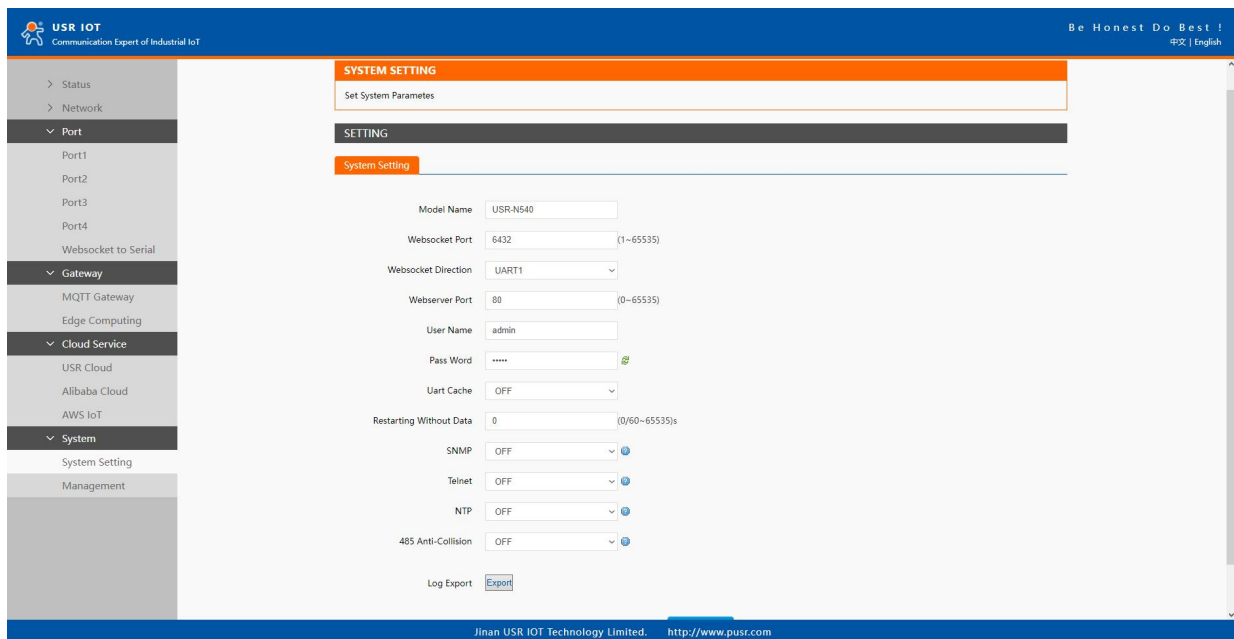 USR IOT
Communication Expert of Industrial IoT
Be Honest Do Best !
中文 | English
Status
Network
Port
Port1
Port2
Port3
Port4
Websocket to Serial
Gateway
MQTT Gateway
Edge Computing
Cloud Service
USR Cloud
Alibaba Cloud
AWS IoT
System
System Setting
Management
SYSTEM SETTING
Set System Parametes
SETTING
System Setting
Model Name USR-N540
Websocket Port 6432 (1~65535)
Websocket Direction UART1
Webserver Port 80 (0~65535)
User Name admin
Pass Word •••••
Uart Cache OFF
Restarting Without Data 0 (0/60~65535)s
SNMP OFF
Telnet OFF
NTP OFF
485 Anti-Collision OFF
Log Export Export
Jinan USR IOT Technology Limited. http://www.pusr.com